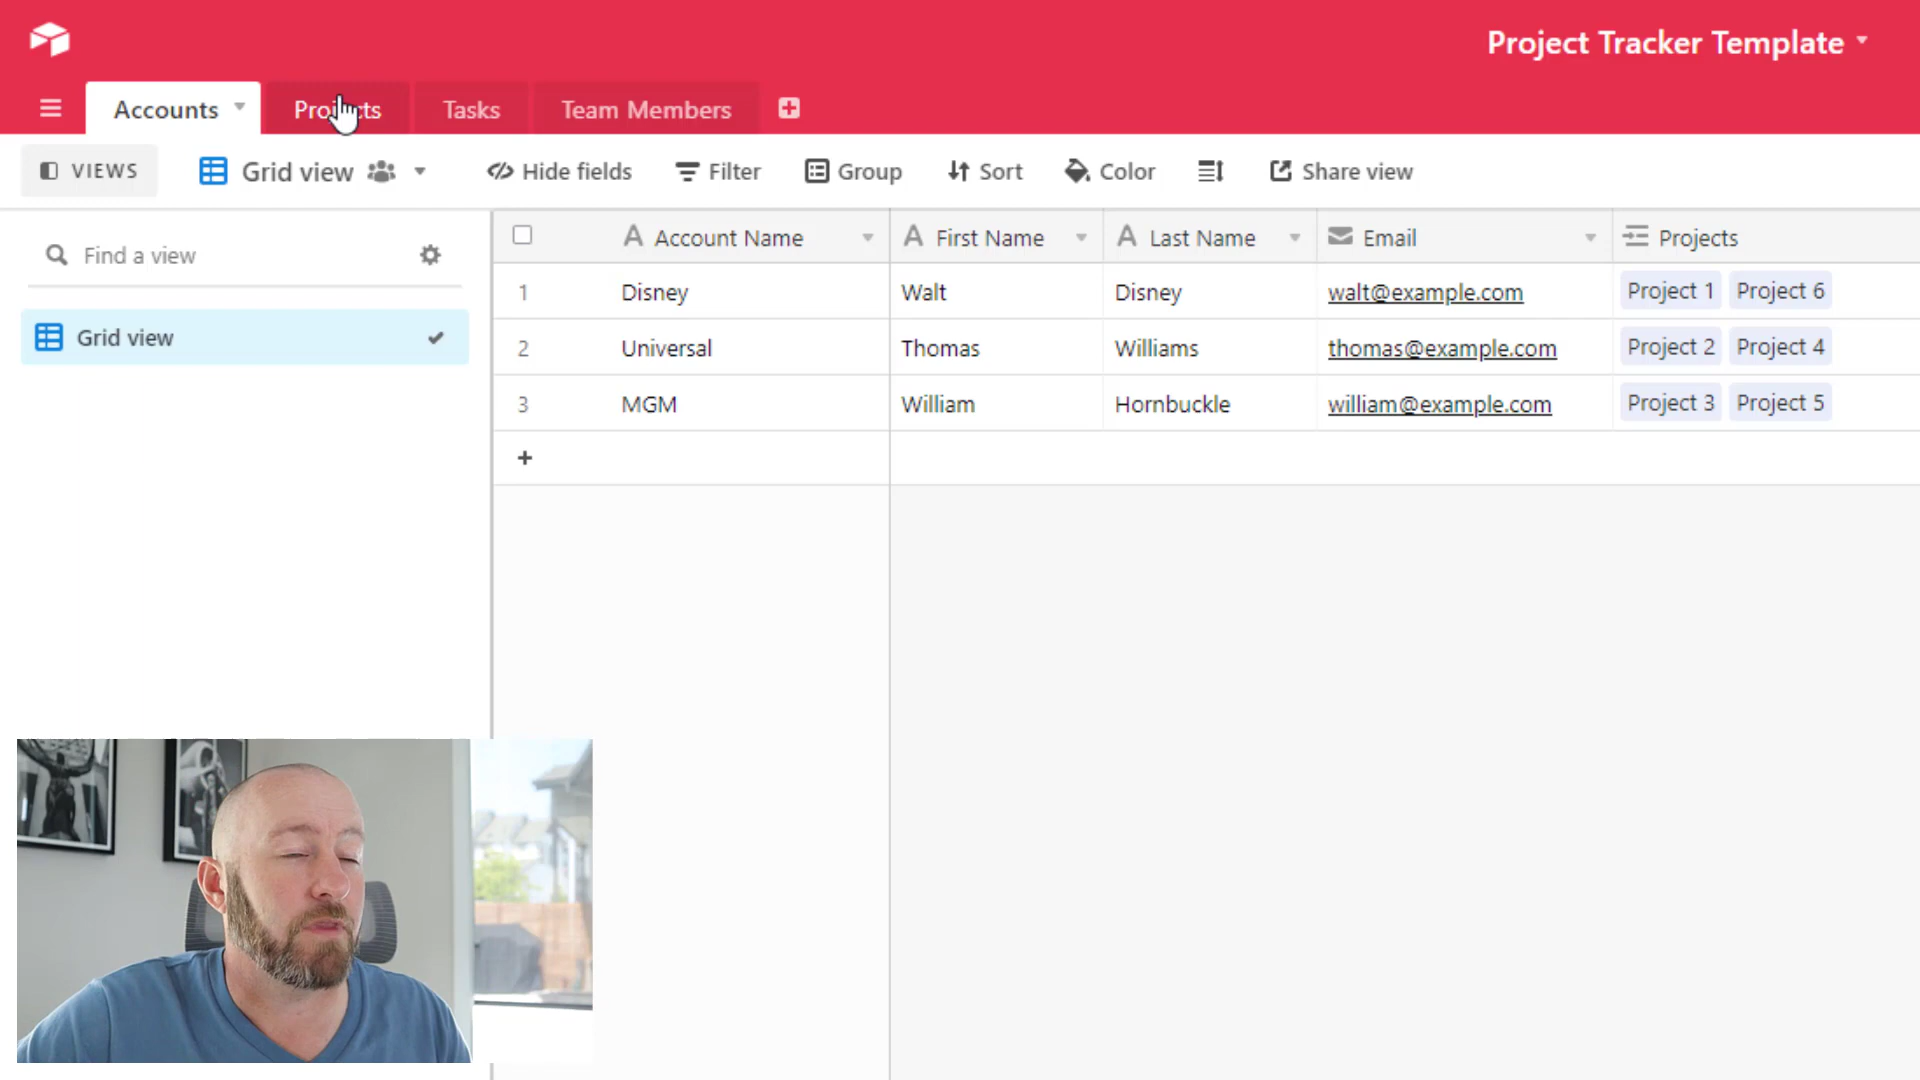 Project Tracker Template
Accounts Projects Tasks Team Members
VIEWS Grid view Hide fields Filter Group Sort Color Share view
Find a view
Grid view
Account Name First Name Last Name Email Projects
1 Disney Walt Disney walt@example.com Project 1 Project 6
2 Universal Thomas Williams thomas@example.com Project 2 Project 4
3 MGM William Hornbuckle william@example.com Project 3 Project 5
+